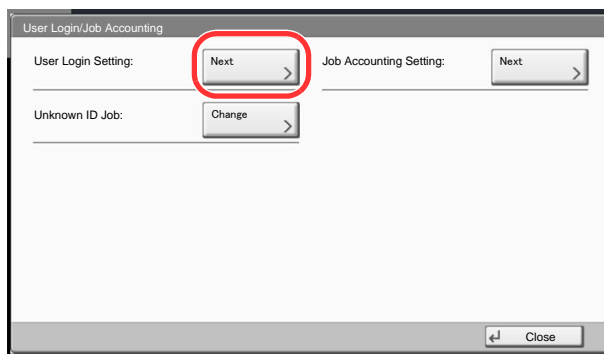 User Login/Job Accounting
User Login Setting: Next Job Accounting Setting: Next
Unknown ID Job: Change
Close